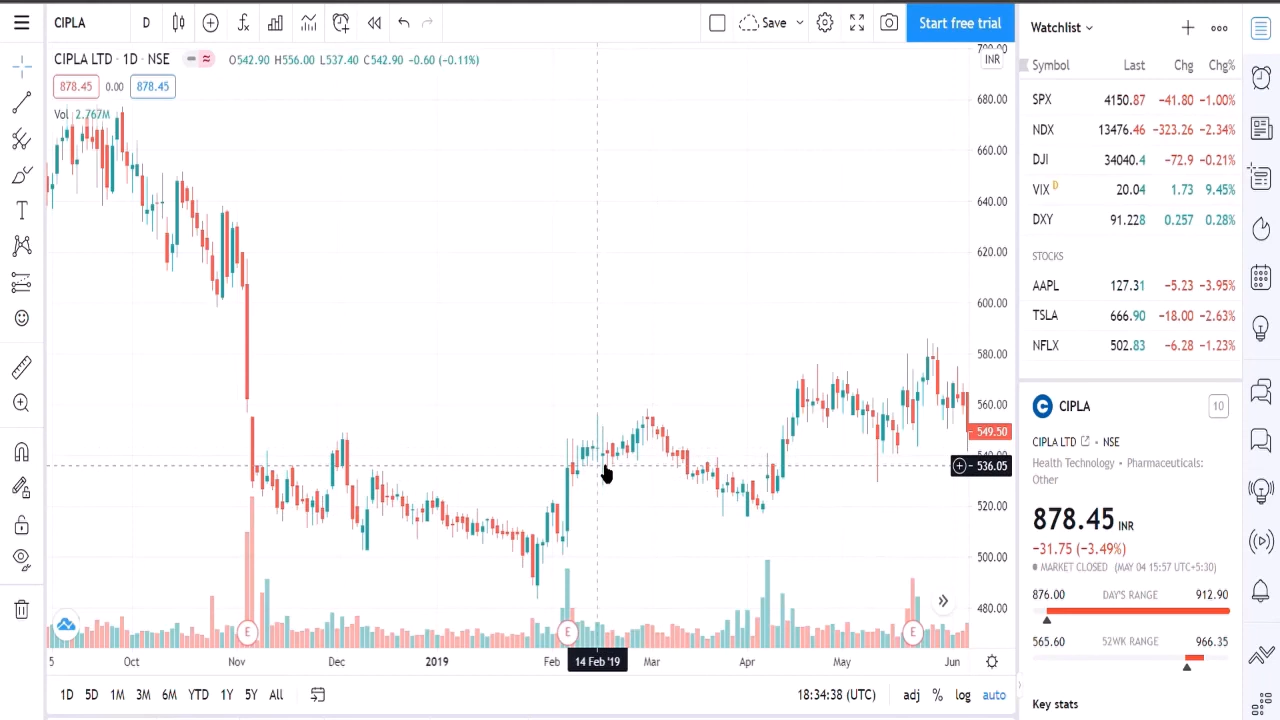 CIPLA D Save Start free trial
CIPLA LTD · 1D · NSE O542.90 H556.00 L537.40 C542.90 −0.60 (−0.11%)
878.45 0.00 878.45
Vol 2.767M
700.00
INR
680.00
660.00
640.00
620.00
600.00
580.00
560.00
549.50
540.00
536.05
520.00
500.00
480.00
E E E
5 Oct Nov Dec 2019 Feb 14 Feb '19 Mar Apr May Jun
1D 5D 1M 3M 6M YTD 1Y 5Y All 18:34:38 (UTC) adj % log auto
Watchlist
Symbol Last Chg Chg%
SPX 4150.87 −41.80 −1.00%
NDX 13476.46 −323.26 −2.34%
DJI 34040.4 −72.9 −0.21%
VIX D 20.04 1.73 9.45%
DXY 91.228 0.257 0.28%
STOCKS
AAPL 127.31 −5.23 −3.95%
TSLA 666.90 −18.00 −2.63%
NFLX 502.83 −6.28 −1.23%
C CIPLA 10
CIPLA LTD • NSE
Health Technology • Pharmaceuticals:
Other
878.45 INR
−31.75 (−3.49%)
MARKET CLOSED (MAY 04 15:57 UTC+5:30)
876.00 DAY'S RANGE 912.90
565.60 52WK RANGE 966.35
Key stats